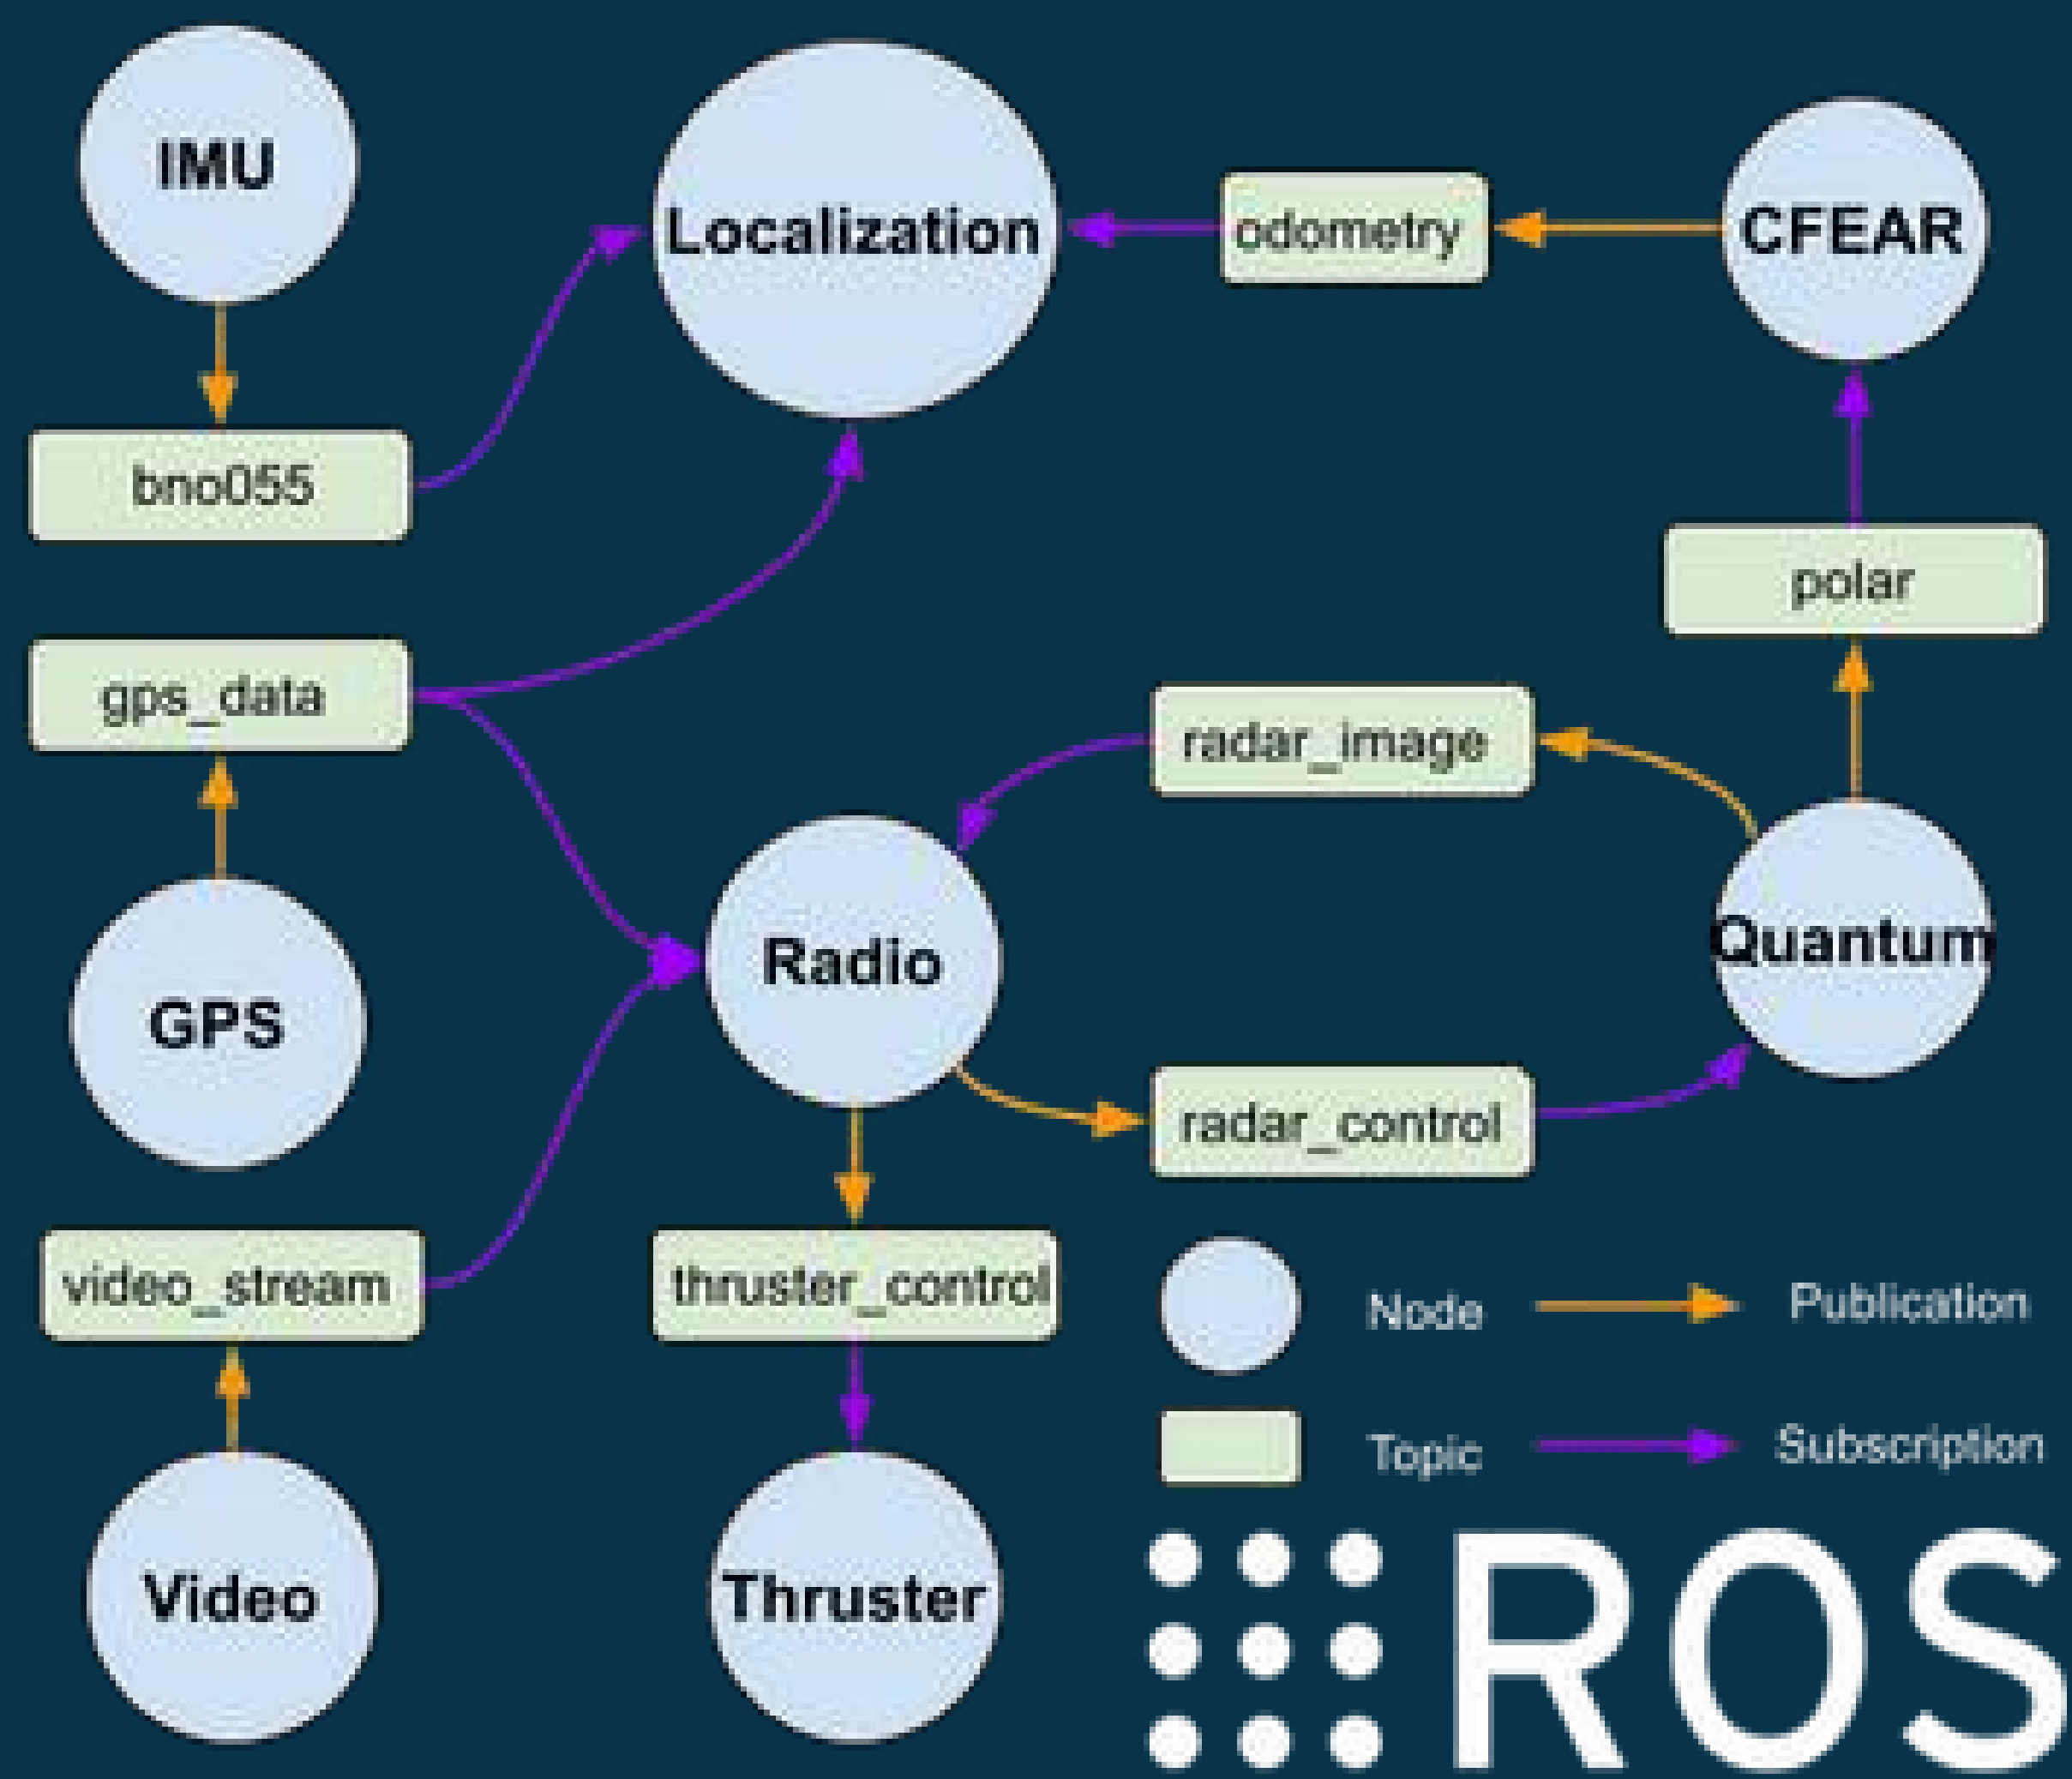 IMU
Localization
odometry
CFEAR
bno055
polar
gps_data
radar_image
Radio
Quantum
GPS
radar_control
video_stream
thruster_control
Node
Publication
Topic
Subscription
Video
Thruster
ROS